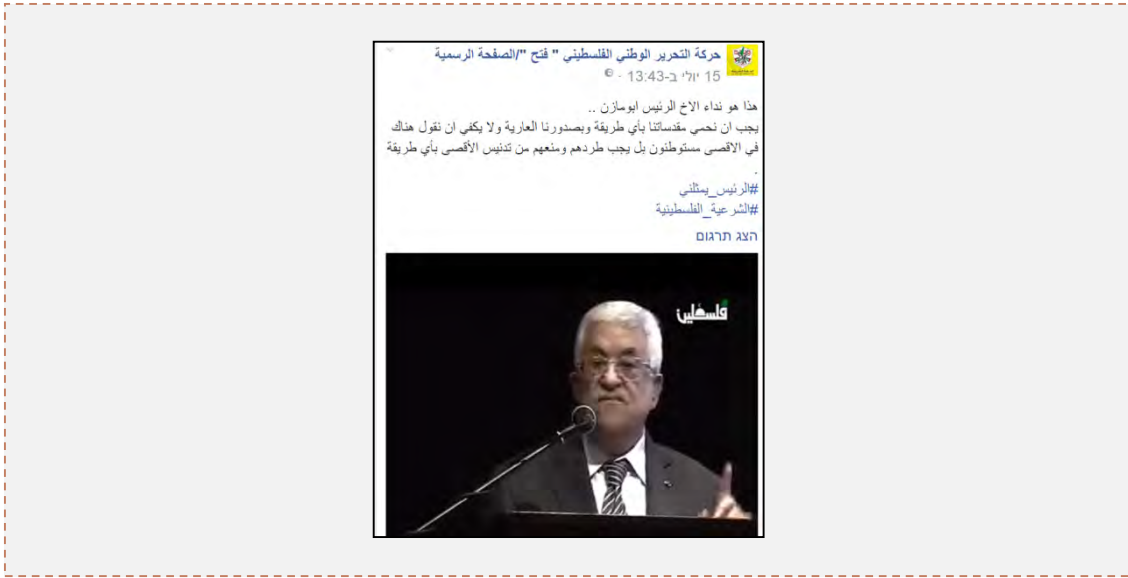 حركة التحرير الوطني الفلسطيني " فتح "/الصفحة الرسمية
15 יולי ב-13:43 ·
هذا هو نداء الاخ الرئيس ابومازن ..
يجب ان نحمي مقدساتنا بأي طريقة وبصدورنا العارية ولا يكفي ان نقول هناك
في الاقصى مستوطنون بل يجب طردهم ومنعهم من تدنيس الأقصى بأي طريقة
.
#الرئيس_يمثلني
#الشرعية_الفلسطينية
הצג תרגום
فلسطين